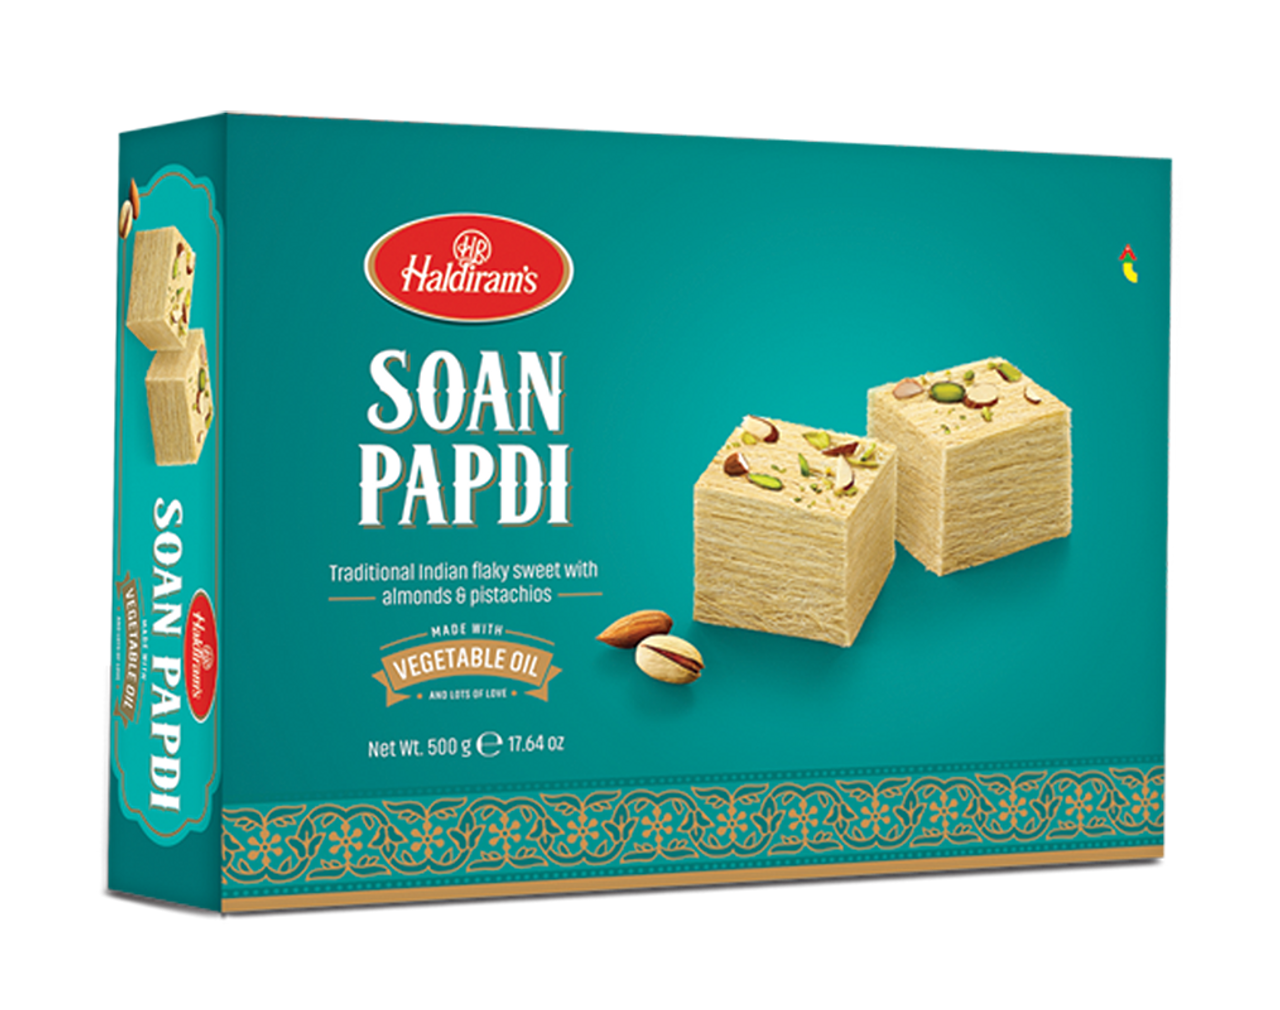 HR
Haldiram's
SOAN
PAPDI
Traditional Indian flaky sweet with
almonds & pistachios
MADE WITH
VEGETABLE OIL
AND LOTS OF LOVE
Net Wt. 500 g ℮ 17.64 oz
Haldiram's
SOAN PAPDI
MADE WITH
VEGETABLE OIL